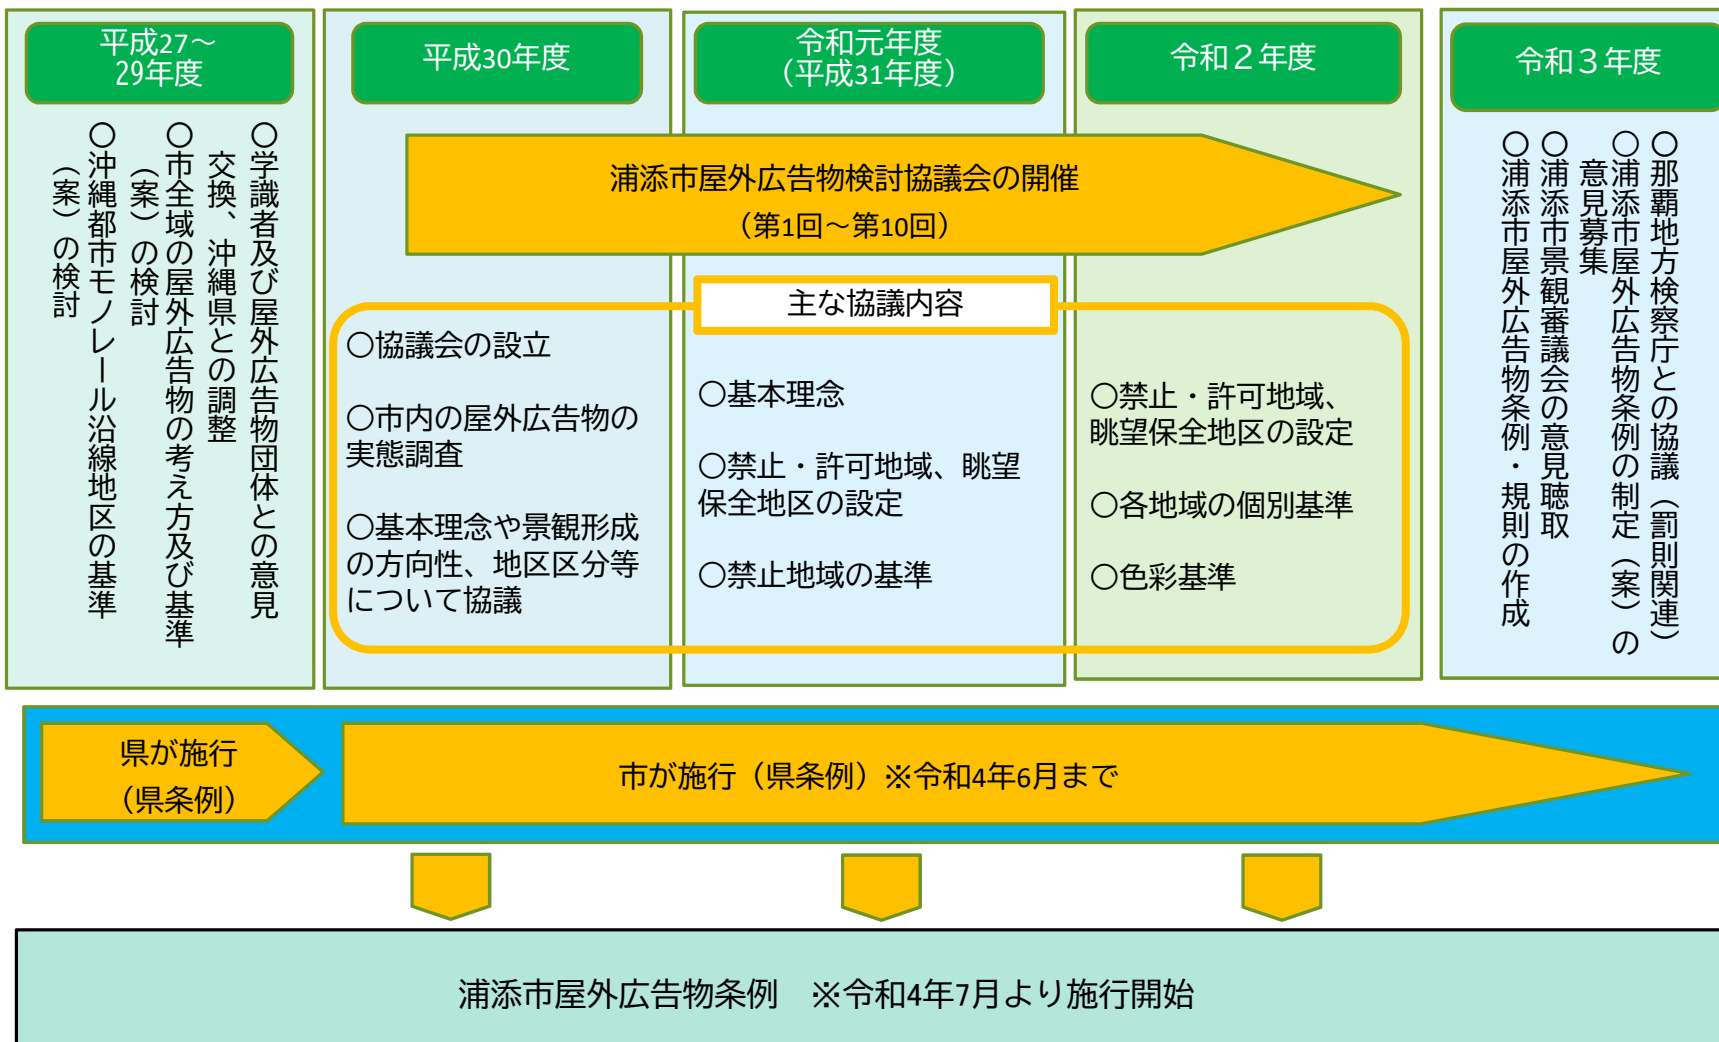 平成27～
29年度
○学識者及び屋外広告物団体との意見
交換、沖縄県との調整
○市全域の屋外広告物の考え方及び基準
（案）の検討
○沖縄都市モノレール沿線地区の基準
（案）の検討
平成30年度
令和元年度
（平成31年度）
令和２年度
浦添市屋外広告物検討協議会の開催
（第1回～第10回）
主な協議内容
○協議会の設立
○市内の屋外広告物の
実態調査
○基本理念や景観形成
の方向性、地区区分等
について協議
○基本理念
○禁止・許可地域、眺望
保全地区の設定
○禁止地域の基準
○禁止・許可地域、
眺望保全地区の設定
○各地域の個別基準
○色彩基準
令和３年度
○那覇地方検察庁との協議（罰則関連）
○浦添市屋外広告物条例の制定（案）の
意見募集
○浦添市景観審議会の意見聴取
○浦添市屋外広告物条例・規則の作成
県が施行
（県条例）
市が施行（県条例）※令和4年6月まで
浦添市屋外広告物条例　※令和4年7月より施行開始